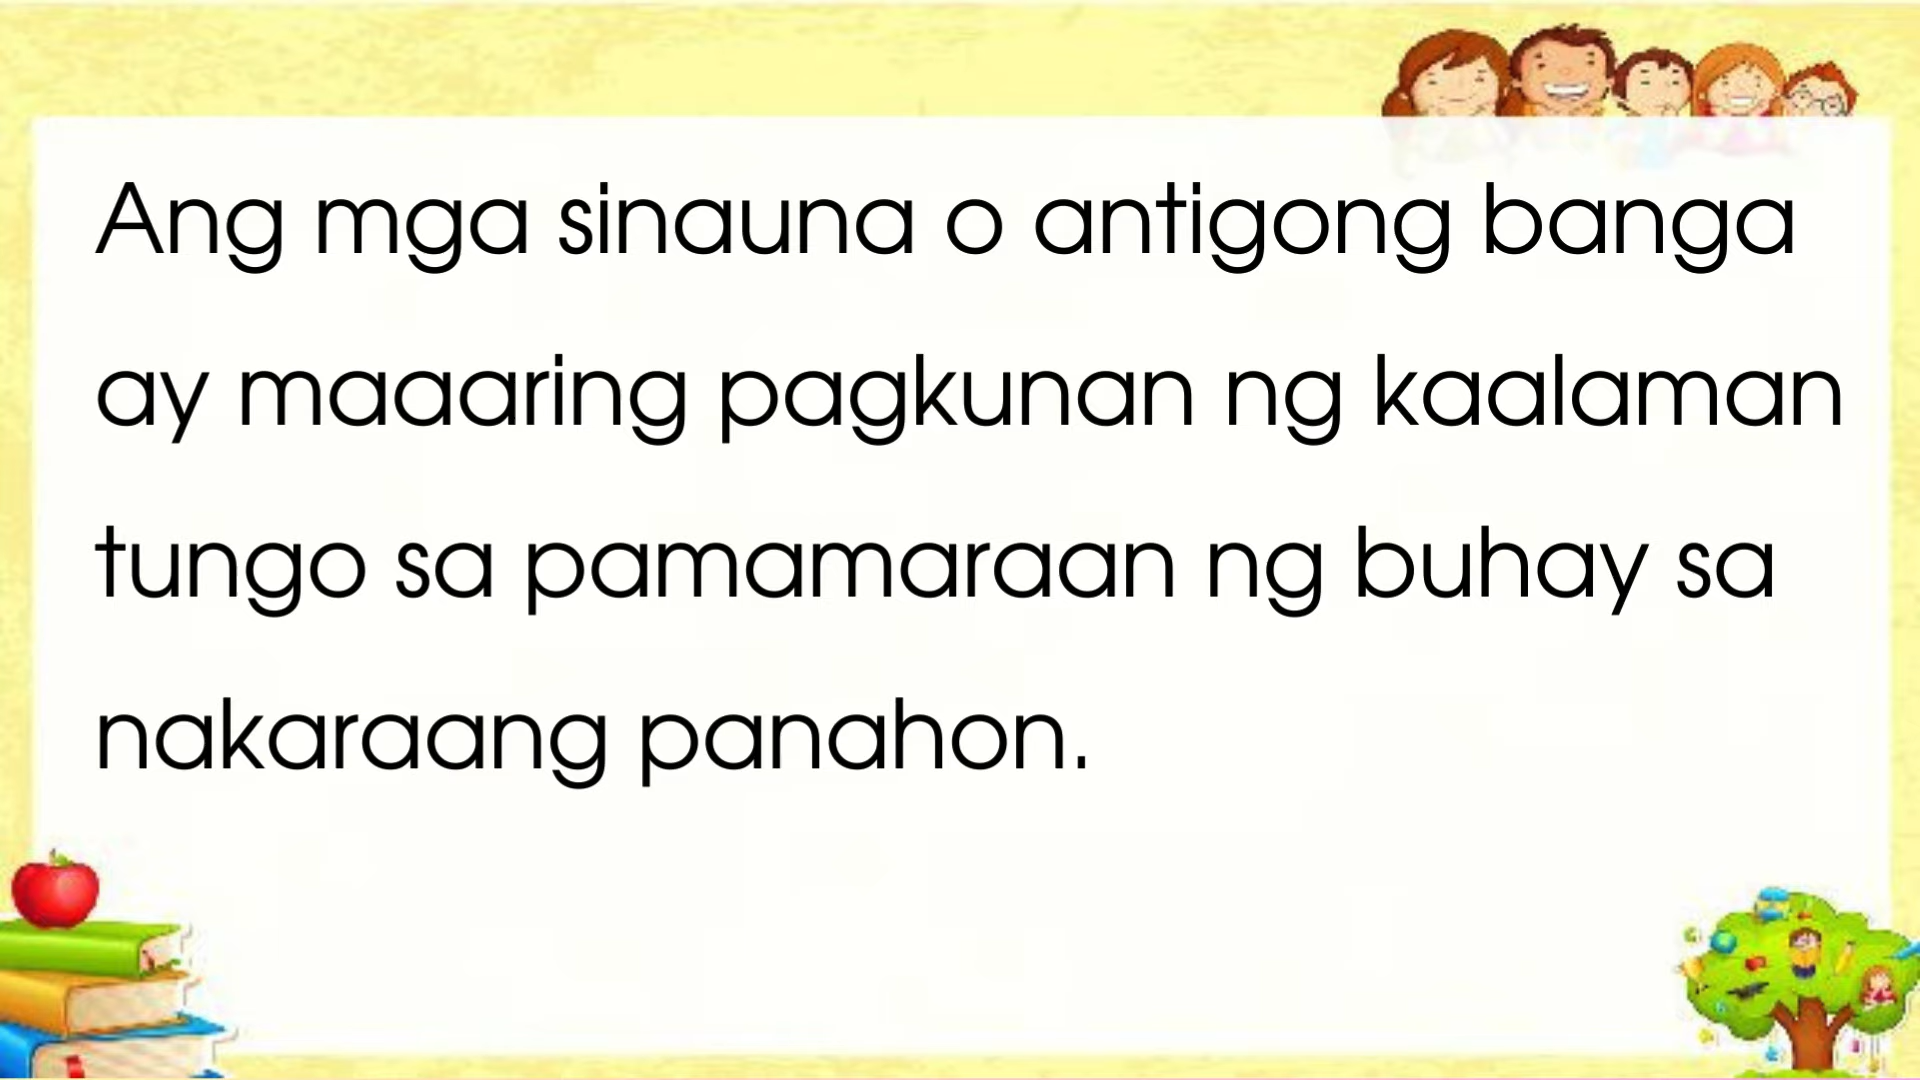 Ang mga sinauna o antigong banga
ay maaaring pagkunan ng kaalaman
tungo sa pamamaraan ng buhay sa
nakaraang panahon.